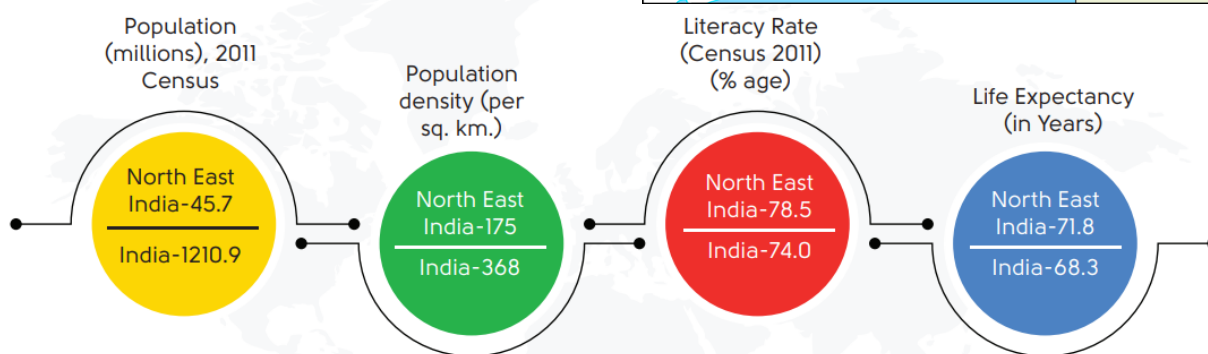 Population
(millions), 2011
Census
North East
India-45.7
India-1210.9
Population
density (per
sq. km.)
North East
India-175
India-368
Literacy Rate
(Census 2011)
(% age)
North East
India-78.5
India-74.0
Life Expectancy
(in Years)
North East
India-71.8
India-68.3